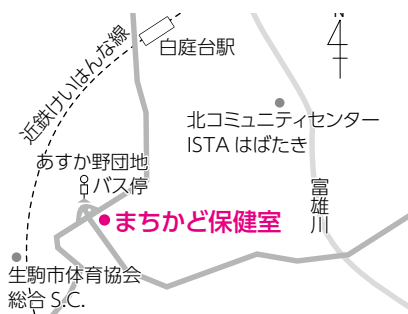 N
白庭台駅
近鉄けいはんな線
北コミュニティセンター
ISTA はばたき
あすか野団地
バス停
富雄川
まちかど保健室
生駒市体育協会
総合 S.C.